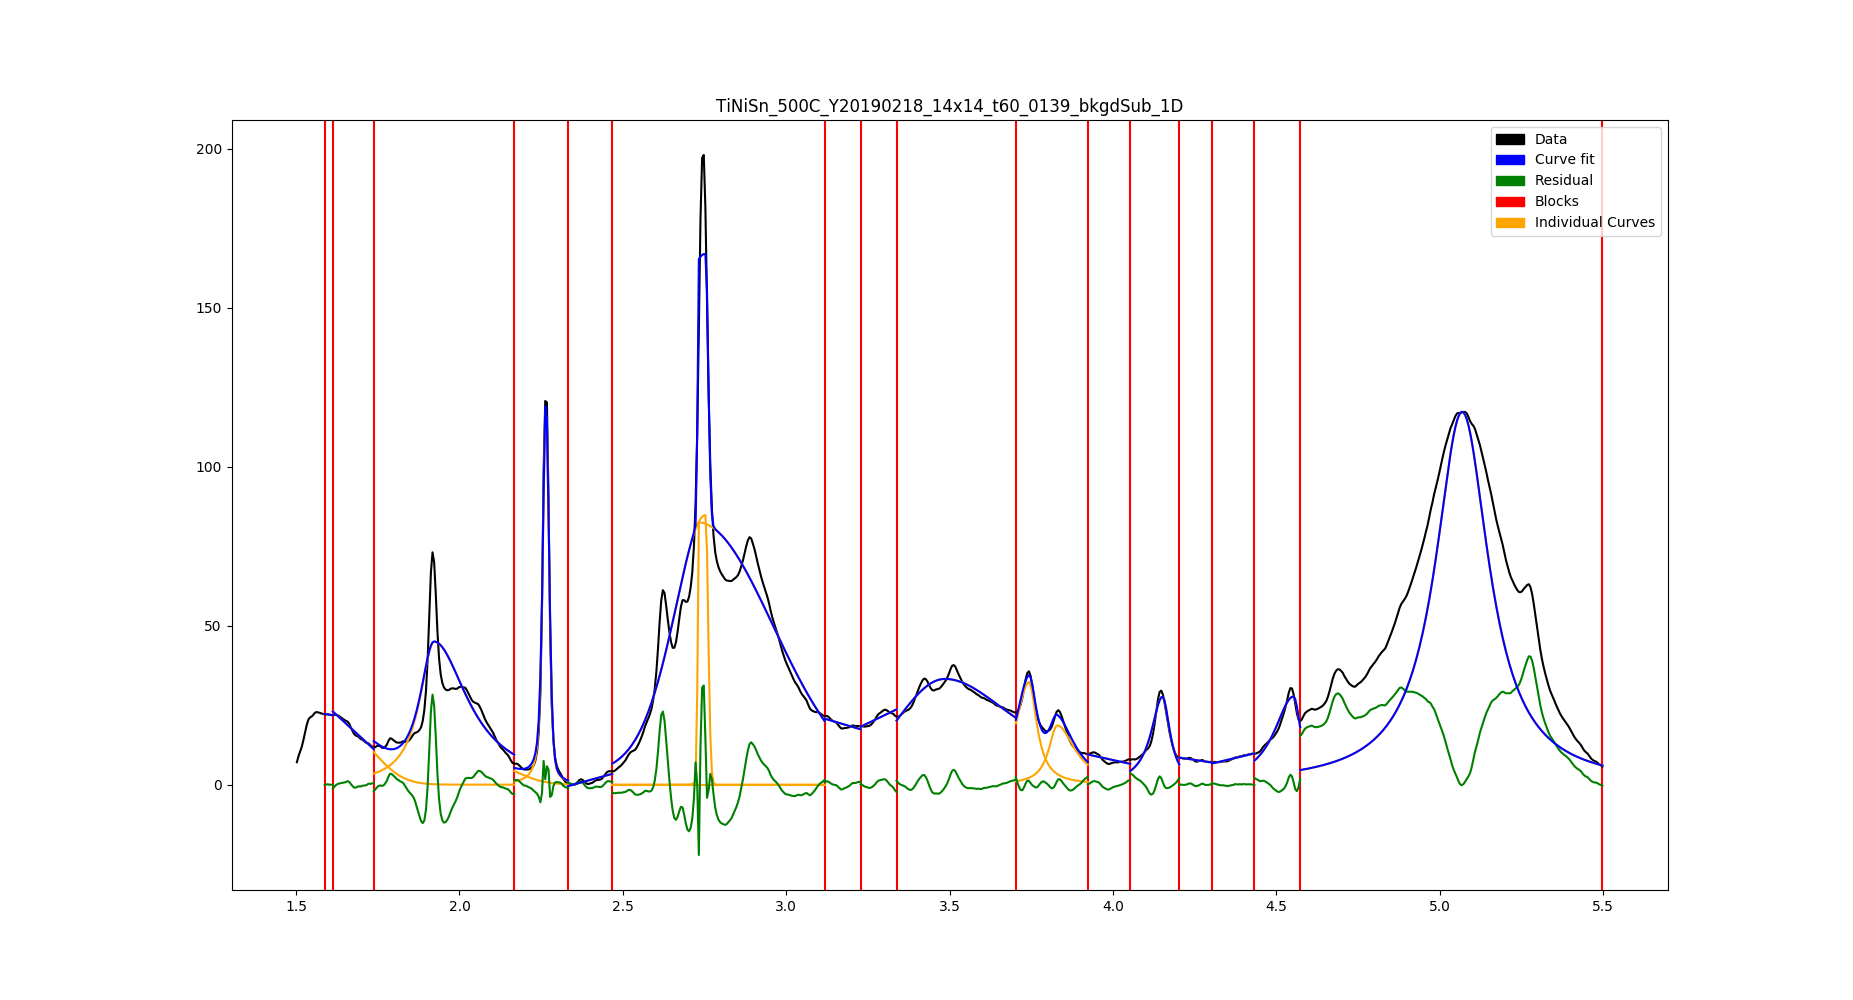 TiNiSn_500C_Y20190218_14x14_t60_0139_bkgdSub_1D
Data
Curve fit
Residual
Blocks
Individual Curves
200
150
100
50
0
1.5 2.0 2.5 3.0 3.5 4.0 4.5 5.0 5.5